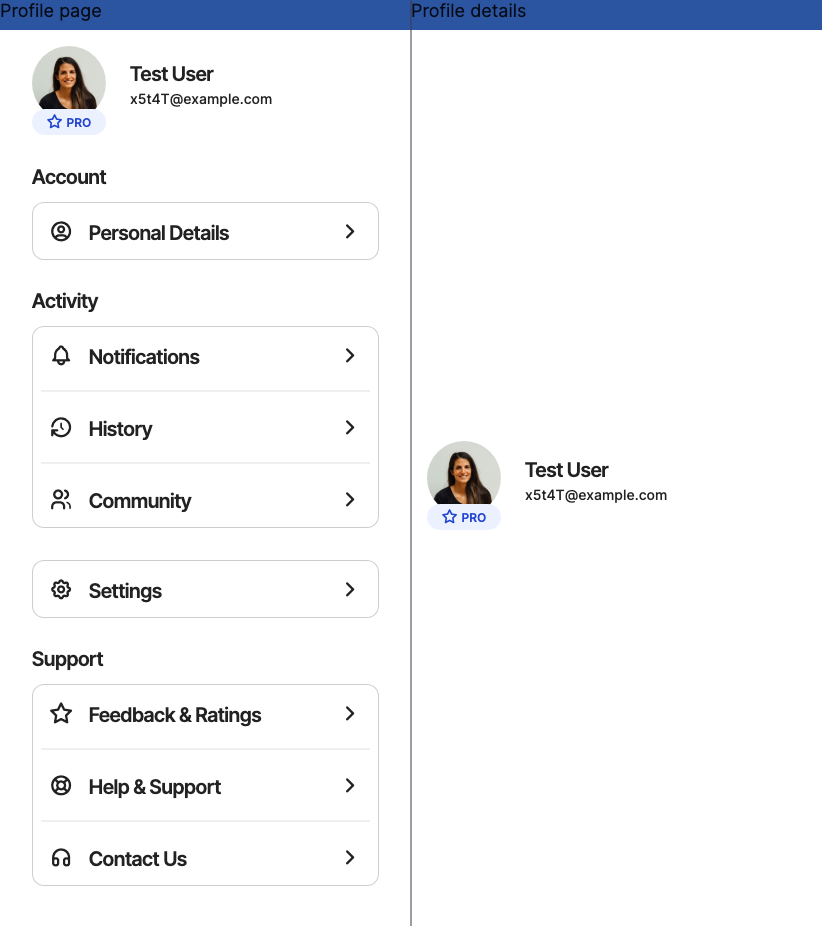 Profile page
Test User
x5t4T@example.com
PRO
Account
Personal Details
Activity
Notifications
History
Community
Settings
Support
Feedback & Ratings
Help & Support
Contact Us
Profile details
Test User
x5t4T@example.com
PRO